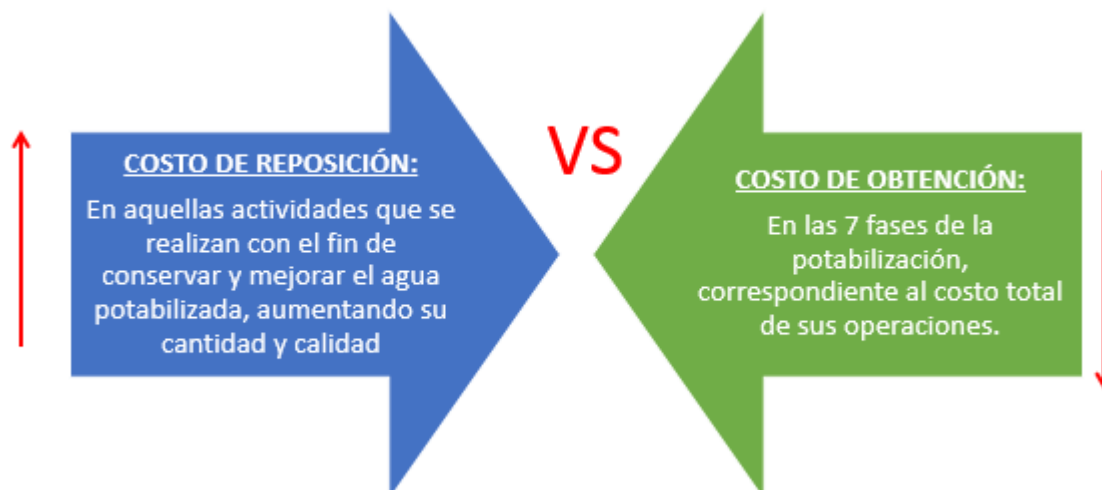 COSTO DE REPOSICIÓN:
En aquellas actividades que se
realizan con el fin de
conservar y mejorar el agua
potabilizada, aumentando su
cantidad y calidad
VS
COSTO DE OBTENCIÓN:
En las 7 fases de la
potabilización,
correspondiente al costo total
de sus operaciones.